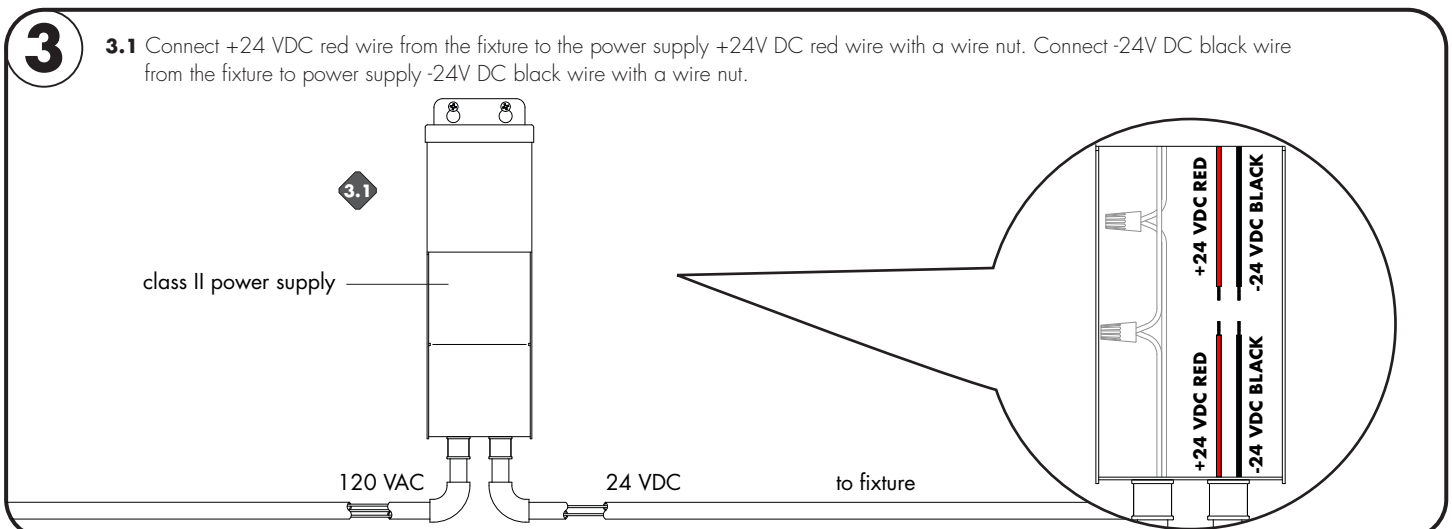 3
3.1 Connect +24 VDC red wire from the fixture to the power supply +24V DC red wire with a wire nut. Connect -24V DC black wire
from the fixture to power supply -24V DC black wire with a wire nut.
3.1
class II power supply
120 VAC
24 VDC
to fixture
+24 VDC RED
-24 VDC BLACK
+24 VDC RED
-24 VDC BLACK